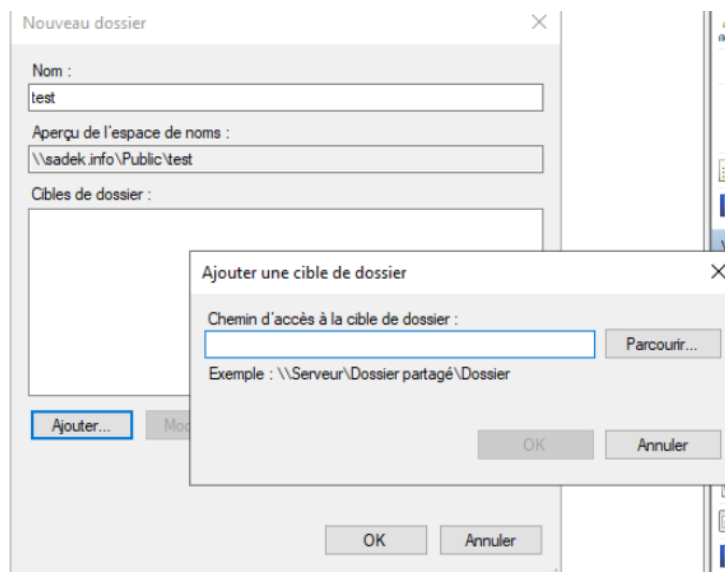 Nouveau dossier
Nom :
test
Aperçu de l'espace de noms :
\\sadek.info\Public\test
Cibles de dossier :
Ajouter une cible de dossier
Chemin d'accès à la cible de dossier :
Parcourir...
Exemple : \\Serveur\Dossier partagé\Dossier
Ajouter...
OK
Annuler
OK
Annuler